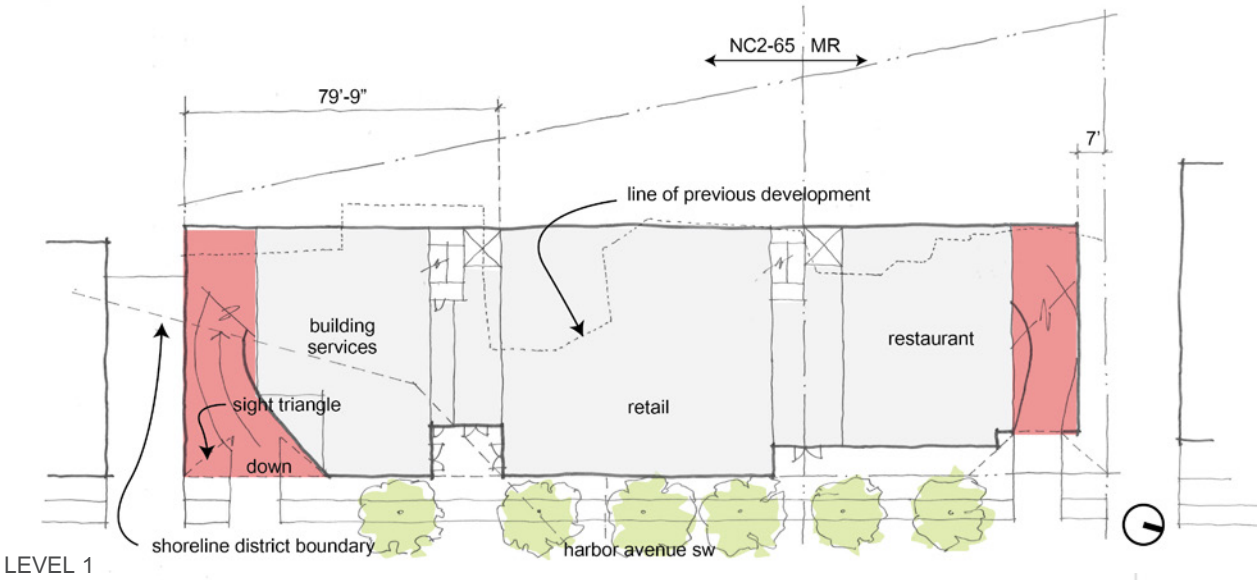 NC2-65 MR
79'-9”
7'
line of previous development
building
services
restaurant
retail
sight triangle
down
shoreline district boundary
harbor avenue sw
LEVEL 1